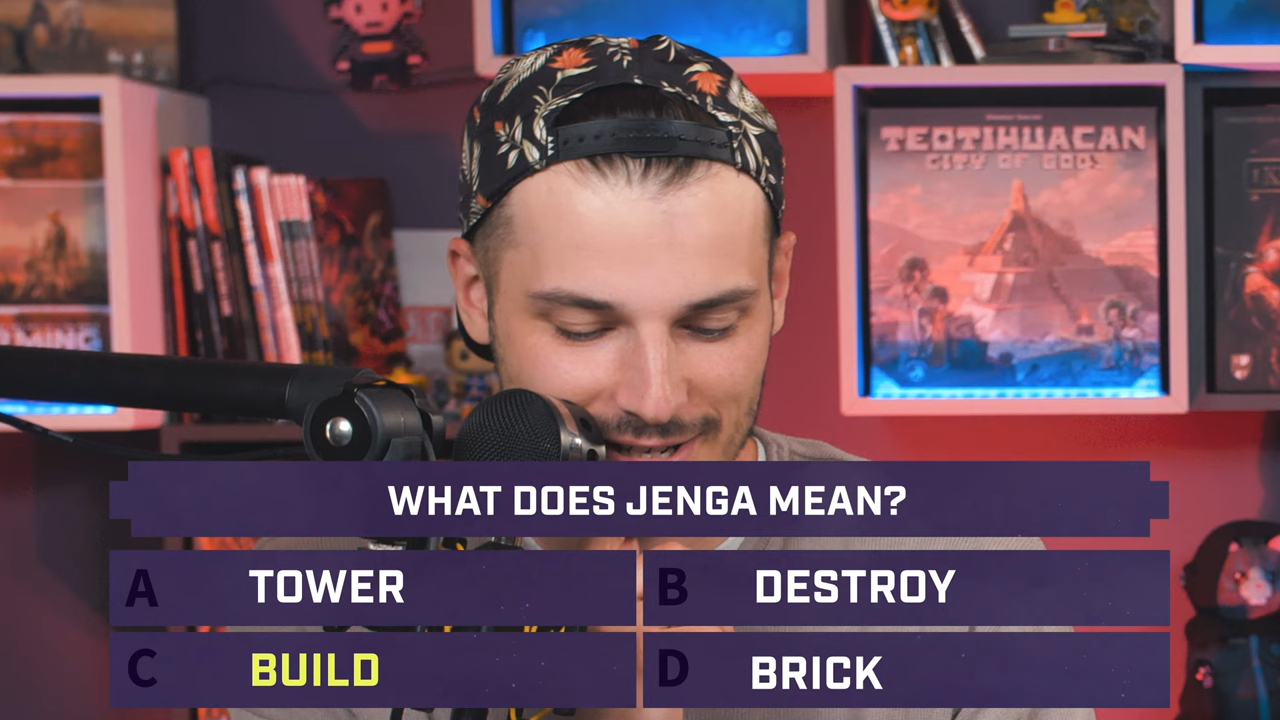 TEOTIHUACAN
CITY OF GODS
WHAT DOES JENGA MEAN?
A TOWER
B DESTROY
C BUILD
D BRICK